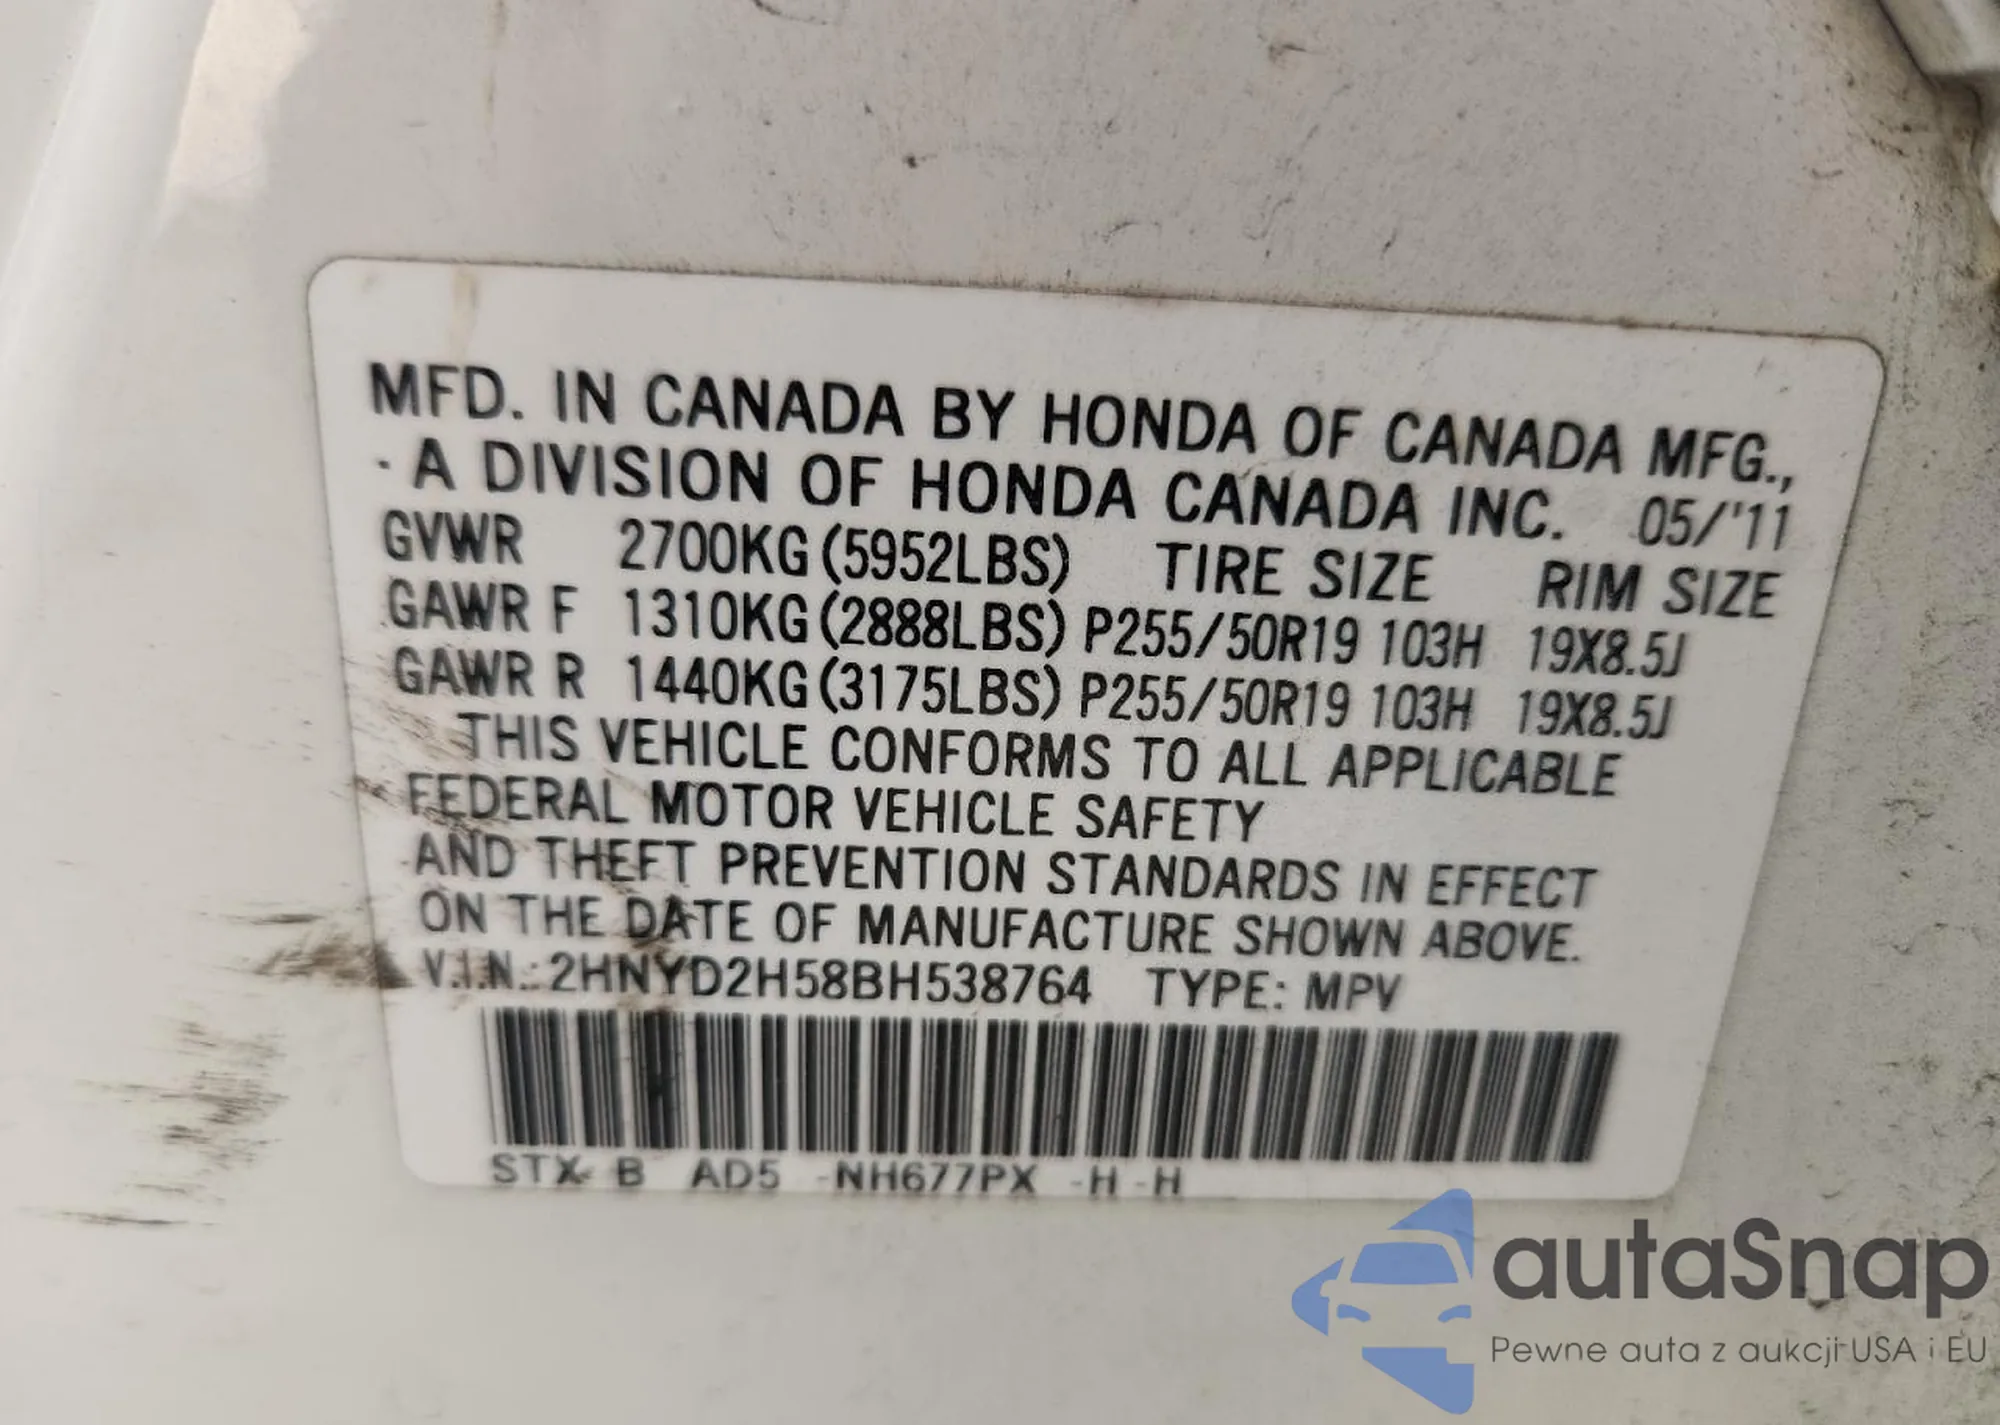 MFD. IN CANADA BY HONDA OF CANADA MFG.,
A DIVISION OF HONDA CANADA INC. 05/'11
GVWR 2700KG (5952LBS) TIRE SIZE RIM SIZE
GAWR F 1310KG (2888LBS) P255/50R19 103H 19X8.5J
GAWR R 1440KG (3175LBS) P255/50R19 103H 19X8.5J
THIS VEHICLE CONFORMS TO ALL APPLICABLE
FEDERAL MOTOR VEHICLE SAFETY
AND THEFT PREVENTION STANDARDS IN EFFECT
ON THE DATE OF MANUFACTURE SHOWN ABOVE.
V.I.N.: 2HNYD2H58BH538764 TYPE: MPV
STX- B AD5 -NH677PX -H -H
autaSnap
Pewne auta z aukcji USA i EU